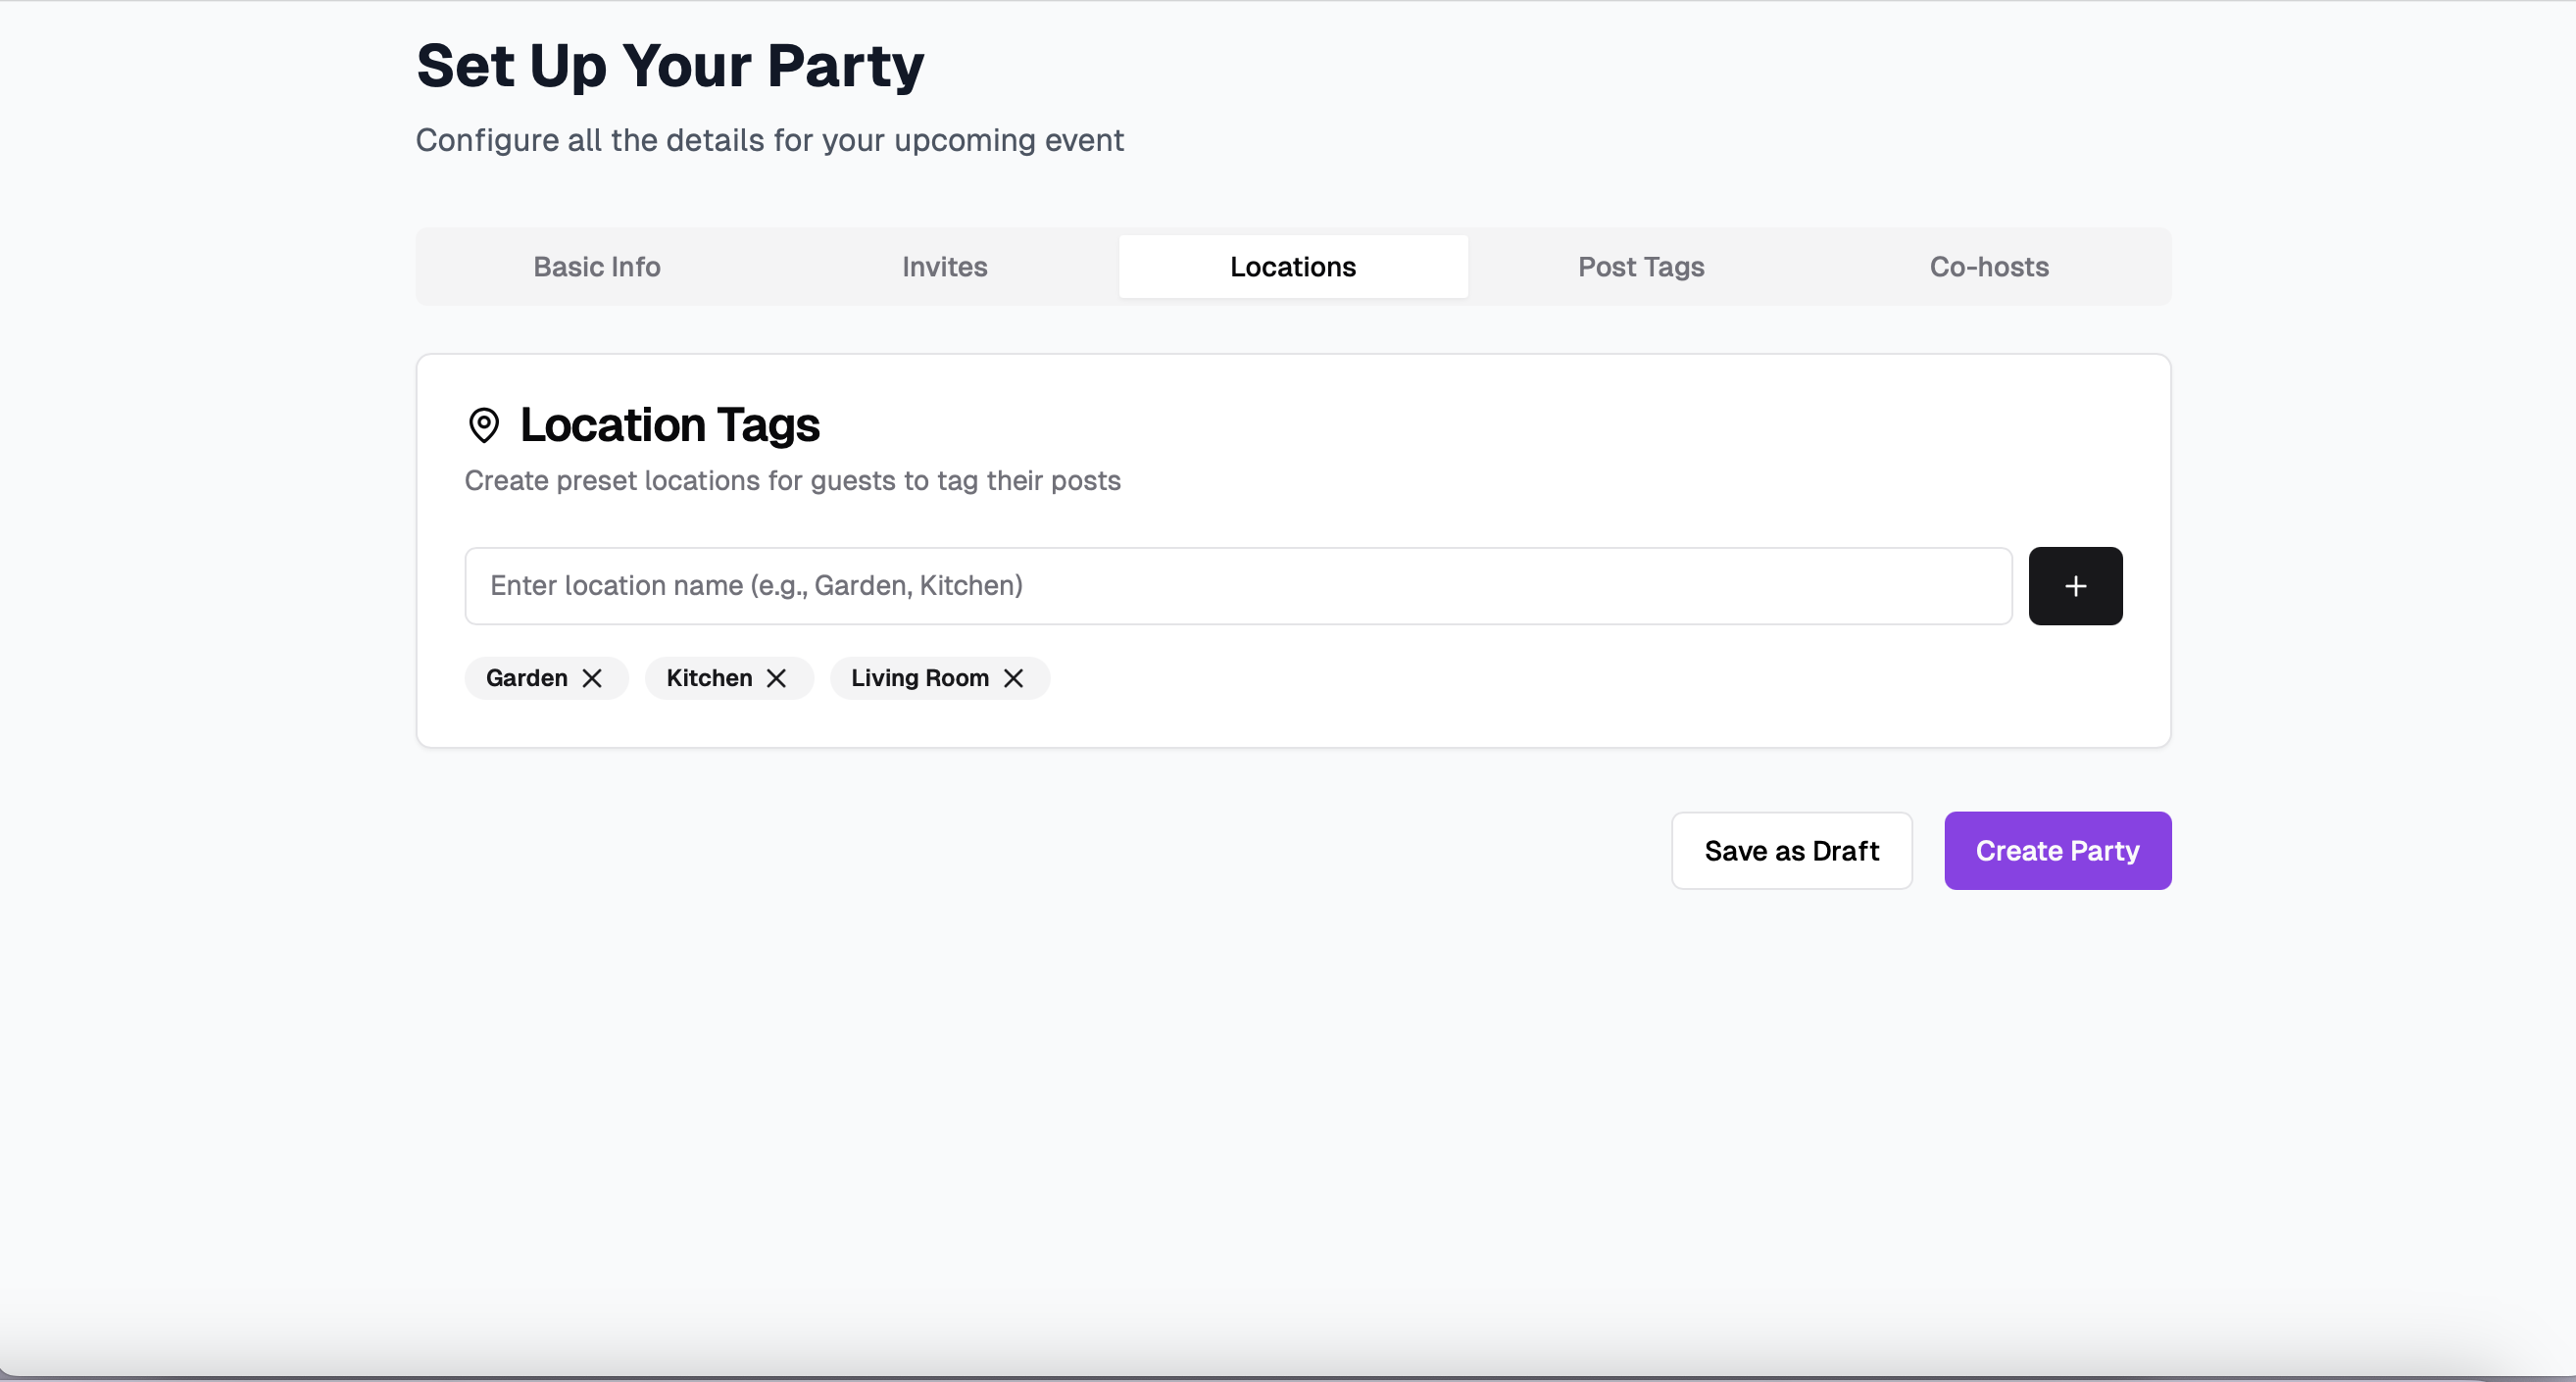 Set Up Your Party
Configure all the details for your upcoming event
Basic Info Invites Locations Post Tags Co-hosts
Location Tags
Create preset locations for guests to tag their posts
Enter location name (e.g., Garden, Kitchen)
Garden Kitchen Living Room
Save as Draft Create Party